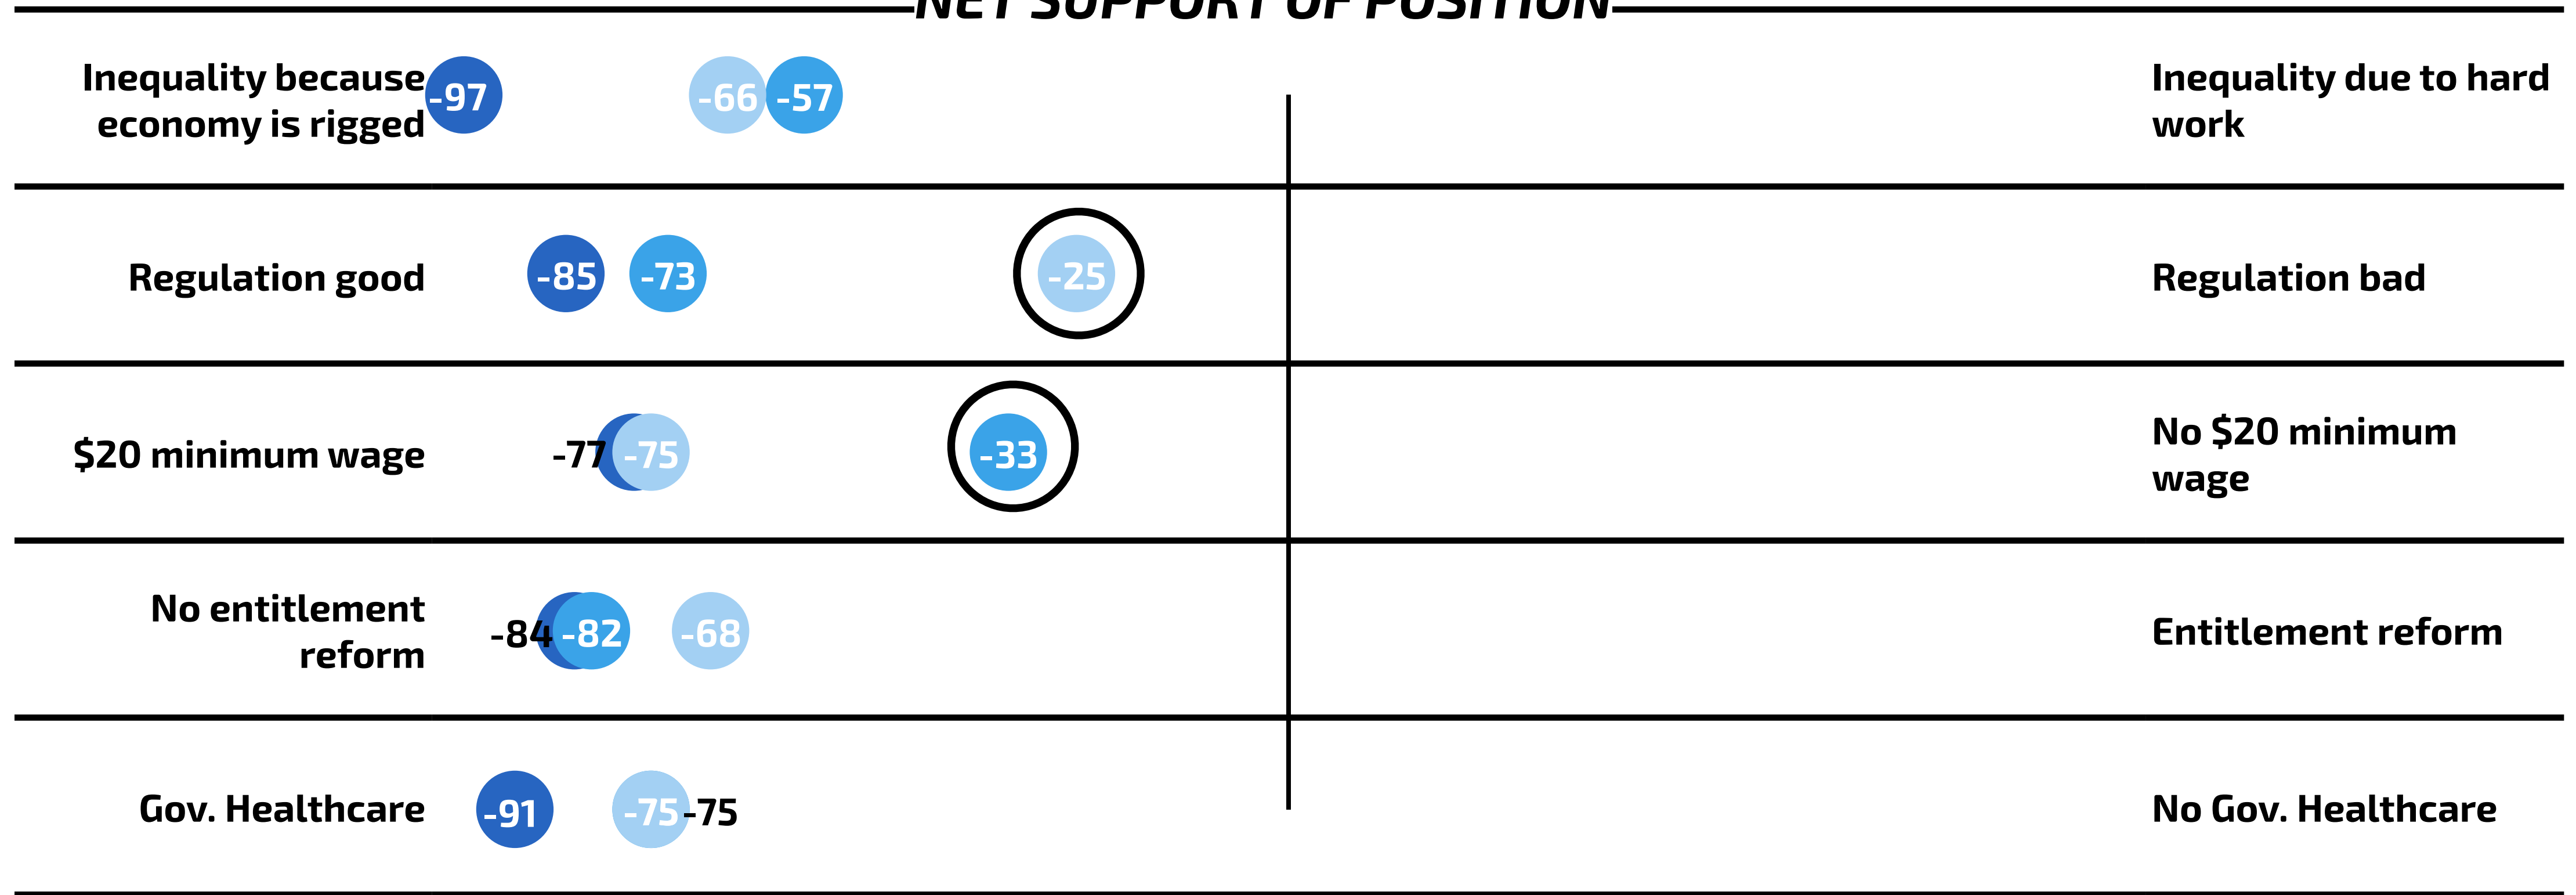 NET SUPPORT OF POSITION
Inequality because
economy is rigged
-97
-66
-57
Inequality due to hard
work
Regulation good
-85
-73
-25
Regulation bad
$20 minimum wage
-77
-75
-33
No $20 minimum
wage
No entitlement
reform
-84
-82
-68
Entitlement reform
Gov. Healthcare
-91
-75
-75
No Gov. Healthcare